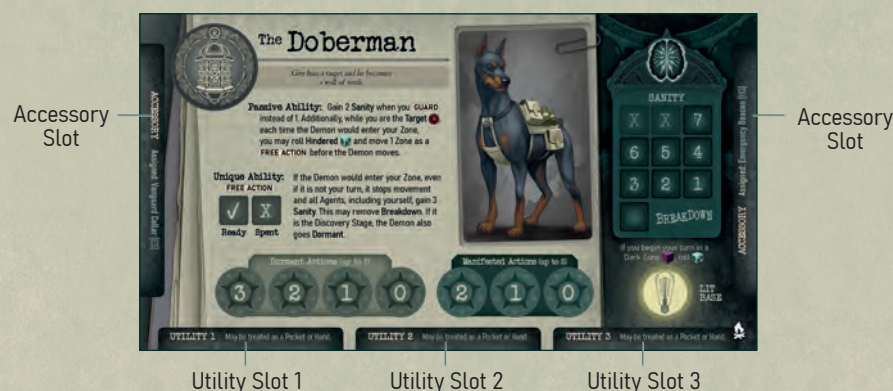 The Doberman
Give him a target and he becomes
a wall of teeth.
Passive Ability: Gain 2 Sanity when you GUARD
instead of 1. Additionally, while you are the Target
each time the Demon would enter your Zone,
you may roll Hindered and move 1 Zone as a
FREE ACTION before the Demon moves.
Unique Ability:
FREE ACTION
If the Demon would enter your Zone, even
if it is not your turn, it stops movement
and all Agents, including yourself, gain 3
Sanity. This may remove Breakdown. If it
is the Discovery Stage, the Demon also
goes Dormant.
✓ X
Ready Spent
Dormant Actions (up to
3 2 1 0
Manifested Actions (up to
2 1 0
SANITY
X X 7
6 5 4
3 2 1
BREAKDOWN
If you begin your turn in a
Dark Zone roll
LIT
BASE
ACCESSORY Assigned: Vanguard Collar
ACCESSORY Assigned: Emergency Beacon
Accessory
Slot
Accessory
Slot
UTILITY 1 May be treated as a Pocket or Hand.
UTILITY 2 May be treated as a Pocket or Hand.
UTILITY 3 May be treated as a Pocket or Hand.
Utility Slot 1
Utility Slot 2
Utility Slot 3